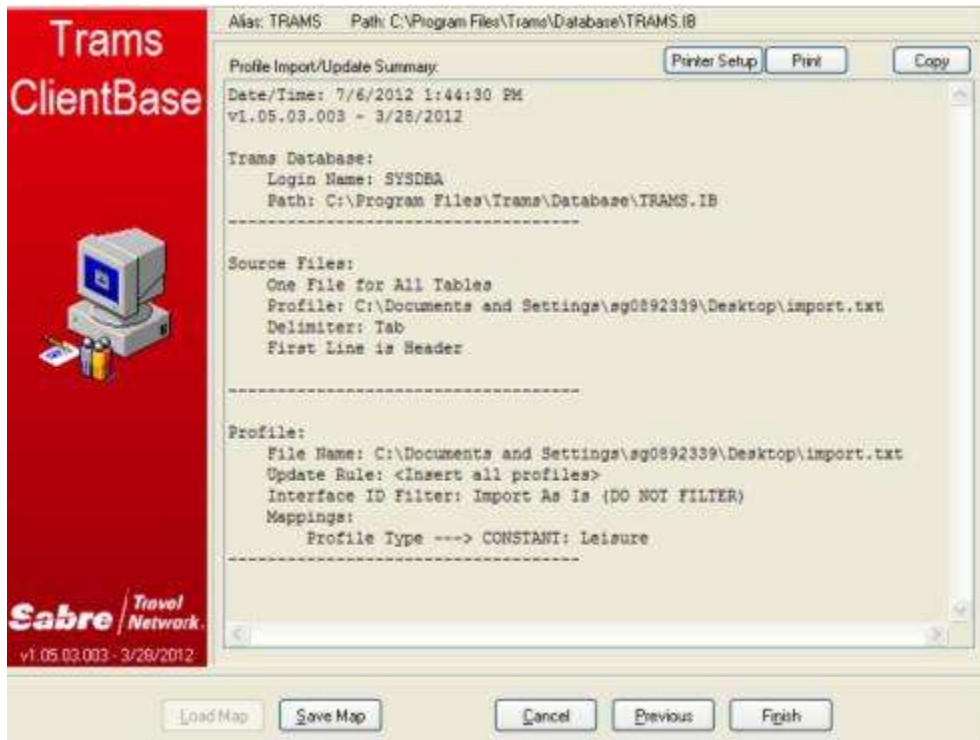 Trams
ClientBase
Alias: TRAMS Path: C:\Program Files\Trams\Database\TRAMS.IB
Profile Import/Update Summary:
Printer Setup Print Copy
Date/Time: 7/6/2012 1:44:30 PM
v1.05.03.003 - 3/28/2012
Trams Database:
Login Name: SYSDBA
Path: C:\Program Files\Trams\Database\TRAMS.IB
------------------------------------
Source Files:
One File for All Tables
Profile: C:\Documents and Settings\sg0892339\Desktop\import.txt
Delimiter: Tab
First Line is Header
------------------------------------
Profile:
File Name: C:\Documents and Settings\sg0892339\Desktop\import.txt
Update Rule: <Insert all profiles>
Interface ID Filter: Import As Is (DO NOT FILTER)
Mappings:
Profile Type ---> CONSTANT: Leisure
------------------------------------
Sabre Travel Network.
v1.05.03.003 - 3/28/2012
Load Map Save Map Cancel Previous Finish